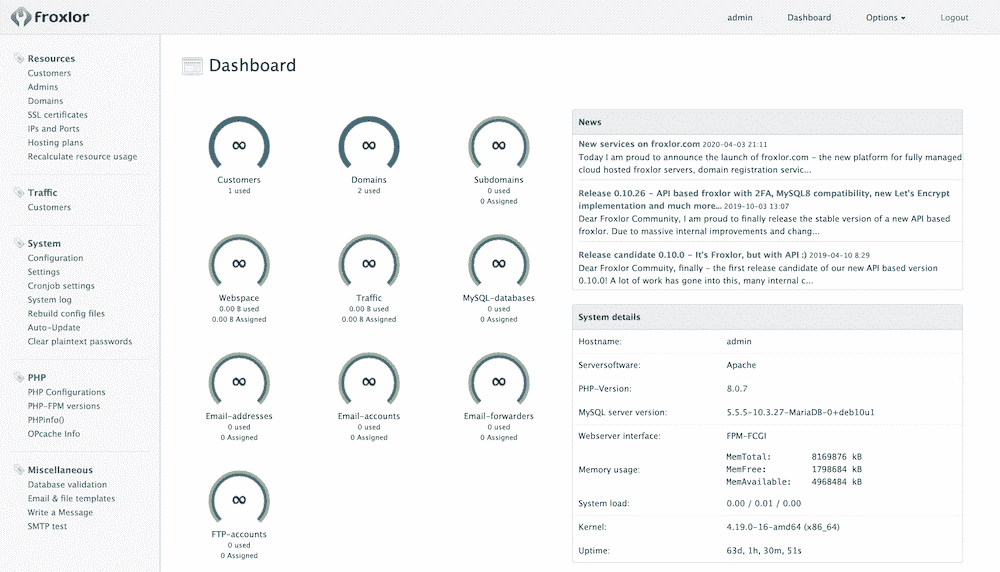 Froxlor
admin
Dashboard
Options
Logout
Resources
Customers
Admins
Domains
SSL certificates
IPs and Ports
Hosting plans
Recalculate resource usage
Traffic
Customers
System
Configuration
Settings
Cronjob settings
System log
Rebuild config files
Auto-Update
Clear plaintext passwords
PHP
PHP Configurations
PHP-FPM versions
PHPinfo()
OPcache Info
Miscellaneous
Database validation
Email & file templates
Write a Message
SMTP test
Dashboard
∞
Customers
1 used
∞
Domains
2 used
∞
Subdomains
0 used
0 Assigned
∞
Webspace
0.00 B used
0.00 B Assigned
∞
Traffic
0.00 B used
0.00 B Assigned
∞
MySQL-databases
0 used
0 Assigned
∞
Email-addresses
0 used
0 Assigned
∞
Email-accounts
0 used
0 Assigned
∞
Email-forwarders
0 used
0 Assigned
∞
FTP-accounts
0 used
0 Assigned
News
New services on froxlor.com 2020-04-03 21:11
Today I am proud to announce the launch of froxlor.com - the new platform for fully managed
cloud hosted froxlor servers, domain registration servic...
Release 0.10.26 - API based froxlor with 2FA, MySQL8 compatibility, new Let's Encrypt
implementation and much more... 2019-10-03 13:07
Dear Froxlor Community, I am proud to finally release the stable version of a new API based
froxlor. Due to massive internal improvements and chang...
Release candidate 0.10.0 - It's Froxlor, but with API :) 2019-04-10 8:29
Dear Froxlor Commuity, finally - the first release candidate of our new API based version
0.10.0! A lot of work has gone into this, many internal c...
System details
Hostname: admin
Serversoftware: Apache
PHP-Version: 8.0.7
MySQL server version: 5.5.5-10.3.27-MariaDB-0+deb10u1
Webserver interface: FPM-FCGI
Memory usage:
MemTotal: 8169876 kB
MemFree: 1798684 kB
MemAvailable: 4968484 kB
System load: 0.00 / 0.01 / 0.00
Kernel: 4.19.0-16-amd64 (x86_64)
Uptime: 63d, 1h, 30m, 51s